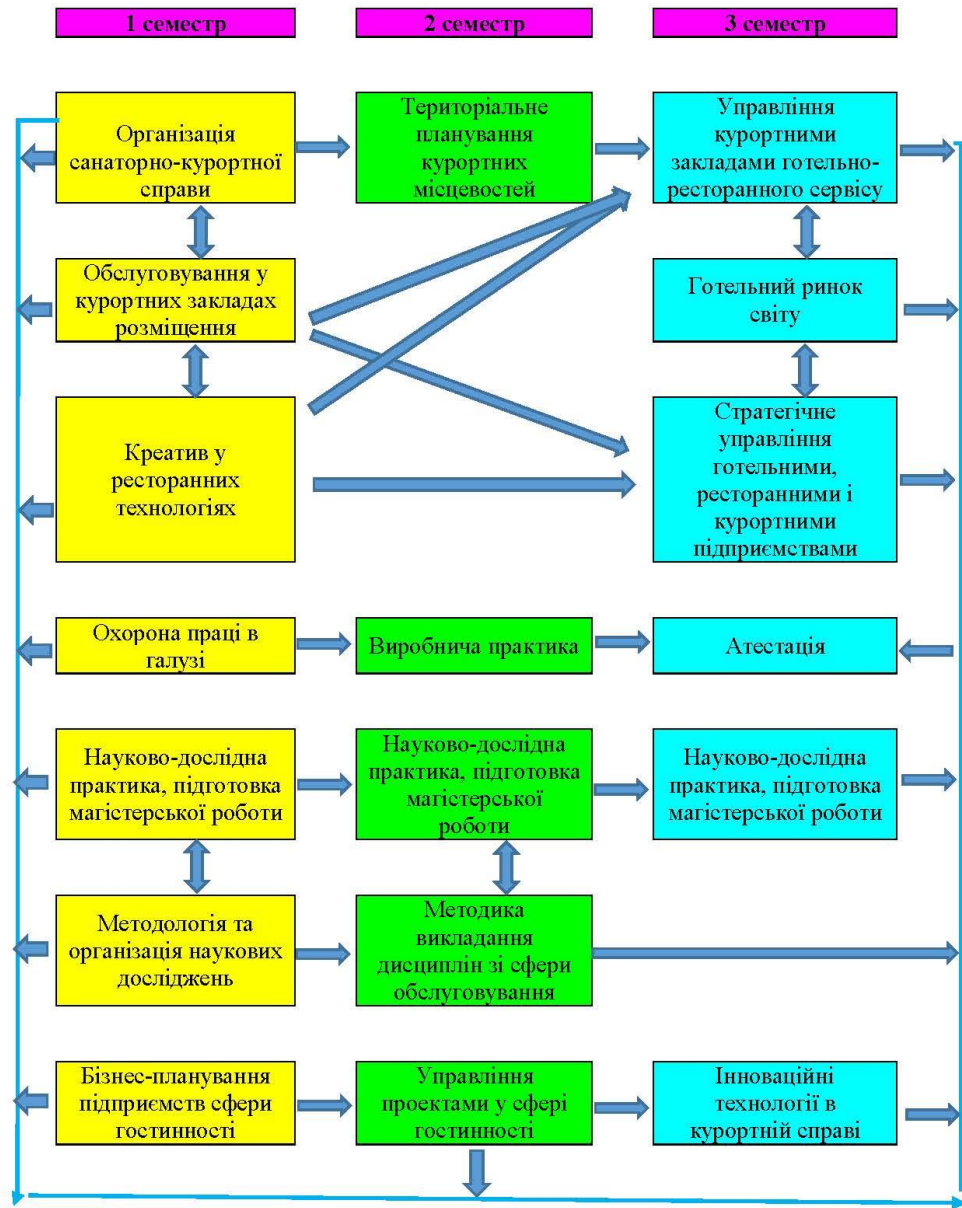 1 семестр
2 семестр
3 семестр
Організація
санаторно-курортної
справи
Територіальне
планування
курортних
місцевостей
Управління
курортними
закладами готельно-
ресторанного сервісу
Обслуговування у
курортних закладах
розміщення
Готельний ринок
світу
Креатив у
ресторанних
технологіях
Стратегічне
управління
готельними,
ресторанними і
курортними
підприємствами
Охорона праці в
галузі
Виробнича практика
Атестація
Науково-дослідна
практика, підготовка
магістерської роботи
Науково-дослідна
практика, підготовка
магістерської
роботи
Науково-дослідна
практика, підготовка
магістерської роботи
Методологія та
організація наукових
досліджень
Методика
викладання
дисциплін зі сфери
обслуговування
Бізнес-планування
підприємств сфери
гостинності
Управління
проектами у сфері
гостинності
Інноваційні
технології в
курортній справі